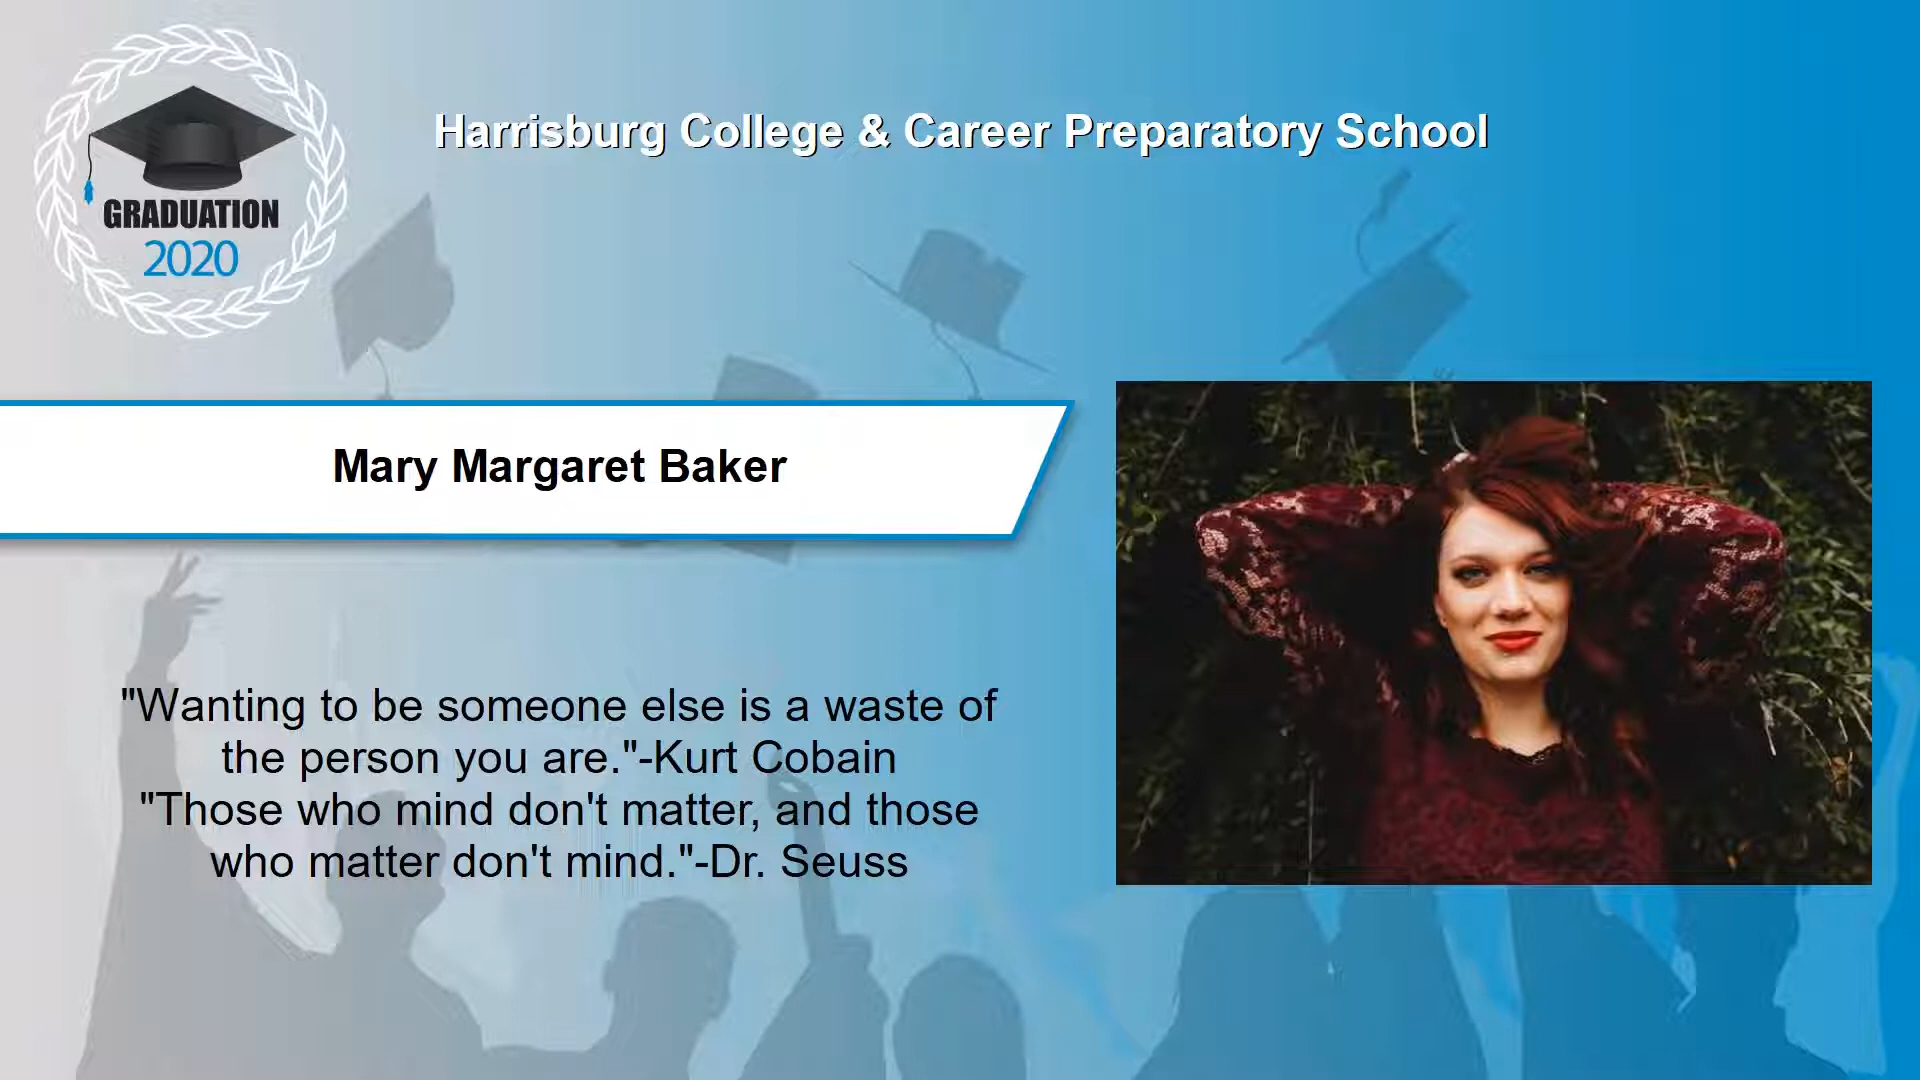 GRADUATION
2020
Harrisburg College & Career Preparatory School
Mary Margaret Baker
"Wanting to be someone else is a waste of
the person you are."-Kurt Cobain
"Those who mind don't matter, and those
who matter don't mind."-Dr. Seuss